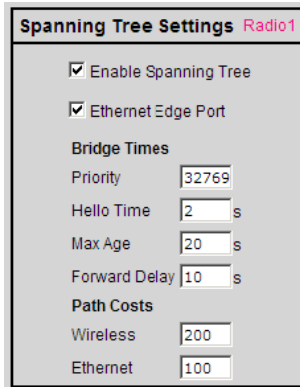 Spanning Tree Settings Radio1
Enable Spanning Tree
Ethernet Edge Port
Bridge Times
Priority 32769
Hello Time 2 s
Max Age 20 s
Forward Delay 10 s
Path Costs
Wireless 200
Ethernet 100